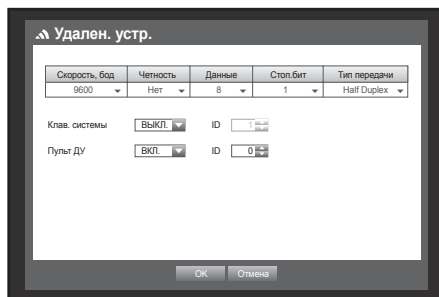 Удален. устр.
Скорость, бод Четность Данные Стоп.бит Тип передачи
9600 Нет 8 1 Half Duplex
Клав. системы ВЫКЛ. ID 1
Пульт ДУ ВКЛ. ID 0
OK Отмена